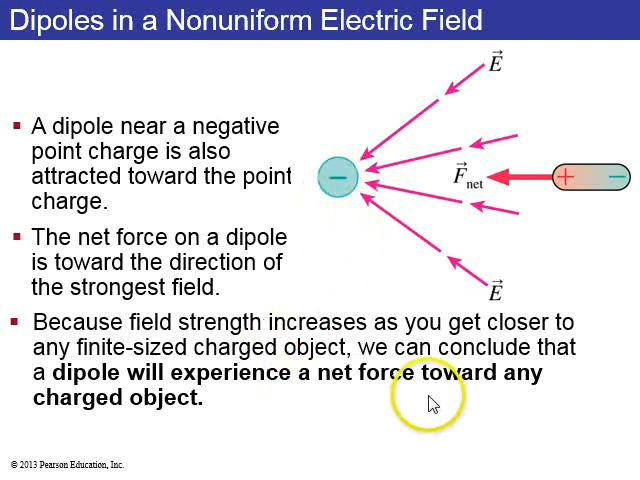 Dipoles in a Nonuniform Electric Field
▪ A dipole near a negative
point charge is also
attracted toward the point
charge.
▪ The net force on a dipole
is toward the direction of
the strongest field.
▪ Because field strength increases as you get closer to
any finite-sized charged object, we can conclude that
a dipole will experience a net force toward any
charged object.
E⃗
−
F⃗net
+ −
E⃗
© 2013 Pearson Education, Inc.